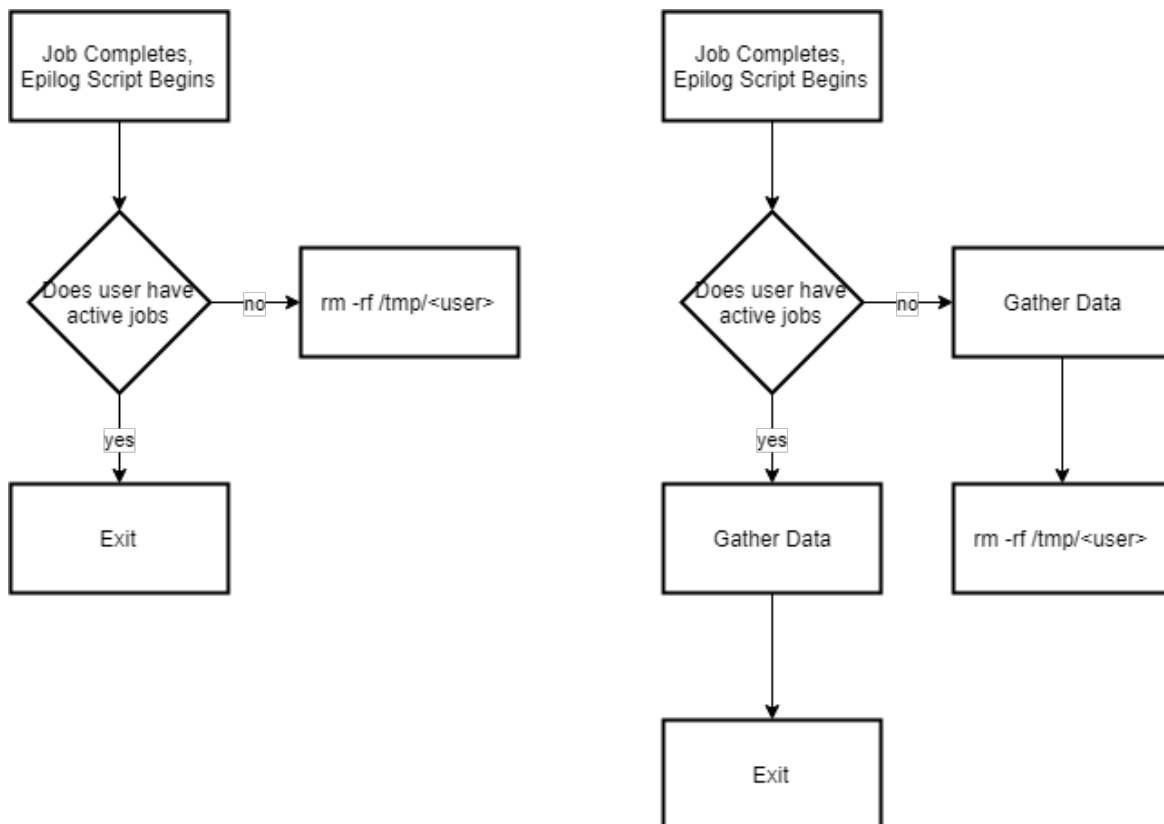 Job Completes,
Epilog Script Begins
Does user have
active jobs
no
rm -rf /tmp/<user>
yes
Exit
Job Completes,
Epilog Script Begins
Does user have
active jobs
no
Gather Data
yes
Gather Data
rm -rf /tmp/<user>
Exit